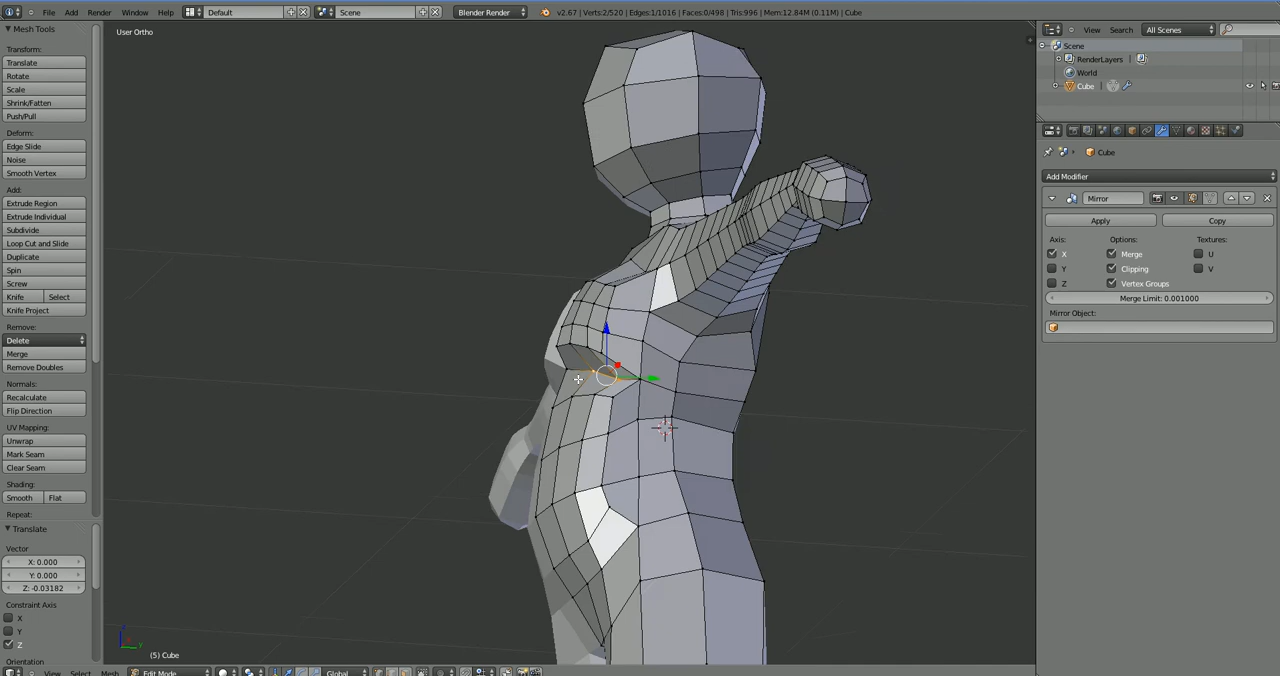 File Add Render Window Help Default Scene Blender Render v2.67 | Verts:2/520 | Edges:1/1016 | Faces:0/498 | Tris:996 | Mem:12.84M (0.11M) | Cube
Mesh Tools
Transform:
Translate
Rotate
Scale
Shrink/Fatten
Push/Pull
Deform:
Edge Slide
Noise
Smooth Vertex
Add:
Extrude Region
Extrude Individual
Subdivide
Loop Cut and Slide
Duplicate
Spin
Screw
Knife Select
Knife Project
Remove:
Delete
Merge
Remove Doubles
Normals:
Recalculate
Flip Direction
UV Mapping:
Unwrap
Mark Seam
Clear Seam
Shading:
Smooth Flat
Repeat:
Translate
Vector
X: 0.000
Y: 0.000
Z: -0.03182
Constraint Axis
X
Y
Z
Orientation
User Ortho
(5) Cube
View Select Mesh Edit Mode Global
View Search All Scenes
Scene
RenderLayers
World
Cube
Cube
Add Modifier
Mirror
Apply Copy
Axis: Options: Textures:
X Merge U
Y Clipping V
Z Vertex Groups
Merge Limit: 0.001000
Mirror Object: